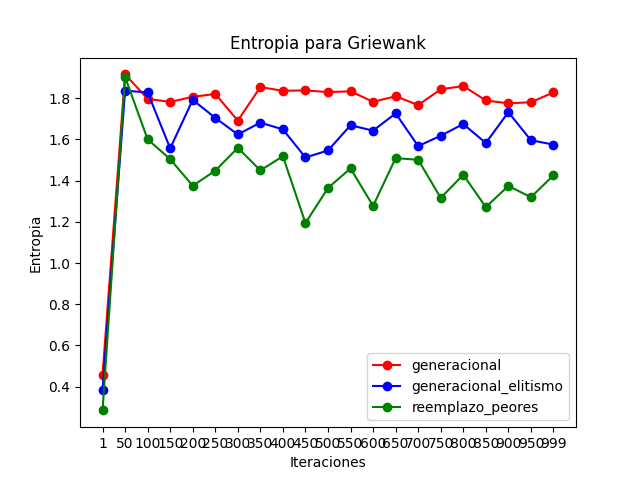 Entropia para Griewank
Entropia
1.8
1.6
1.4
1.2
1.0
0.8
0.6
0.4
generacional
generacional_elitismo
reemplazo_peores
1 50 100 150 200 250 300 350 400 450 500 550 600 650 700 750 800 850 900 950 999
Iteraciones